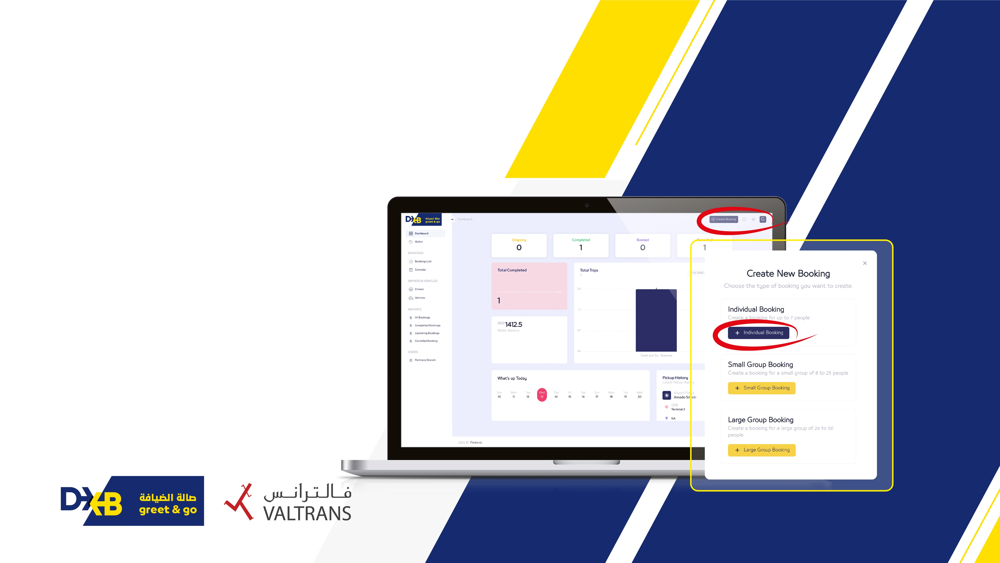 DXB
صالة الضيافة
greet & go
Dashboard
Create Booking
G
Dashboard
Wallet
BOOKINGS
Bookings List
Calendar
DRIVERS & VEHICLES
Drivers
Vehicles
REPORTS
All Bookings
Completed Bookings
Upcoming Bookings
Cancelled Booking
USERS
Partners/Branch
Ongoing
0
Completed
1
Booked
0
Cancelled
1
Total Completed
1
AED 1412.5
Wallet Balance
Total Trips
2
Jul 2025 -
2.0
1.3
0.7
0.0
2
Greet and Go - Business
What's up Today
Sun Mon Tue Wed Thu Fri Sat Sun Mon Tue Wed
10 11 12 13 14 15 16 17 18 19 20
Pickup History
Latest Pickup History
Airport Pickup
Amado
DXB
Terminal 3
NA
2025 © Parkonic
Create New Booking
Choose the type of booking you want to create.
Individual Booking
Create a booking for up to 7 people
+ Individual Booking
Small Group Booking
Create a booking for a small group of 8 to 25 people
+ Small Group Booking
Large Group Booking
Create a booking for a large group of 26 to 50
people
+ Large Group Booking
DXB
صالة الضيافة
greet & go
فالترانس
VALTRANS